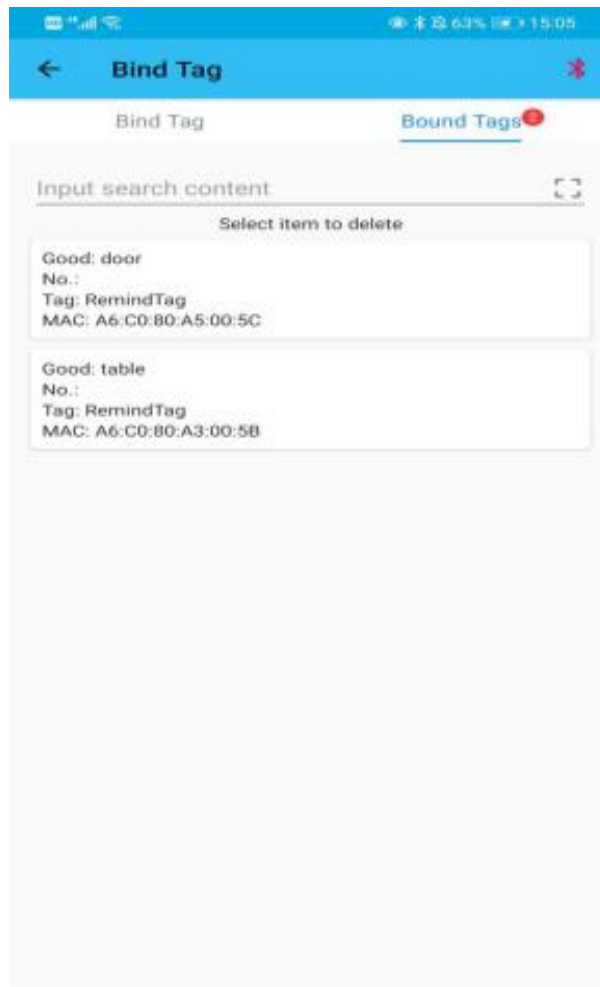 63% 15:05
Bind Tag
Bind Tag Bound Tags
Input search content
Select item to delete
Good: door
No.:
Tag: RemindTag
MAC: A6:C0:80:A5:00:5C
Good: table
No.:
Tag: RemindTag
MAC: A6:C0:80:A3:00:5B